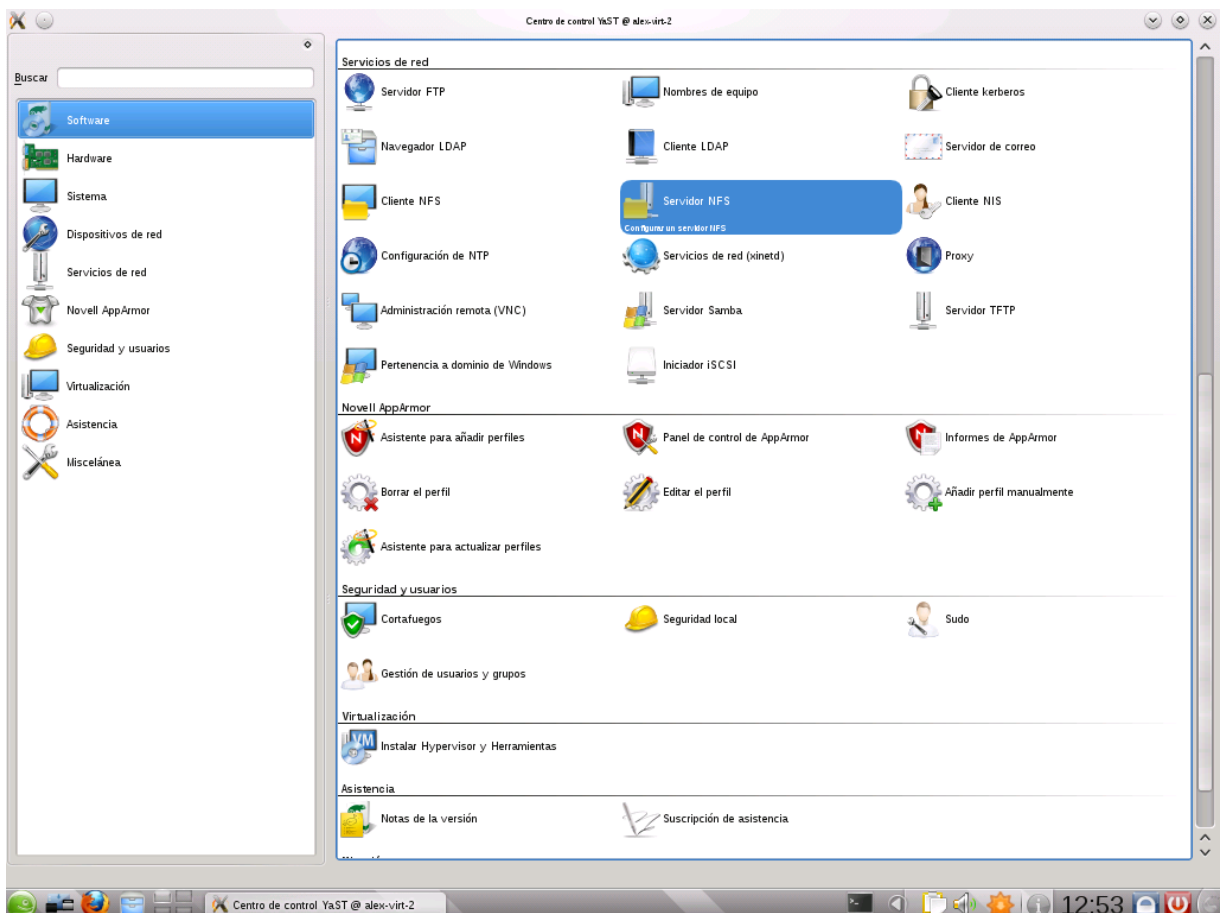 Centro de control YaST @ alex-virt-2
Buscar
Software
Hardware
Sistema
Dispositivos de red
Servicios de red
Novell AppArmor
Seguridad y usuarios
Virtualización
Asistencia
Miscelánea
Servicios de red
Servidor FTP
Nombres de equipo
Cliente kerberos
Navegador LDAP
Cliente LDAP
Servidor de correo
Cliente NFS
Servidor NFS
Configurar un servidor NFS
Cliente NIS
Configuración de NTP
Servicios de red (xinetd)
Proxy
Administración remota (VNC)
Servidor Samba
Servidor TFTP
Pertenencia a dominio de Windows
Iniciador iSCSI
Novell AppArmor
Asistente para añadir perfiles
Panel de control de AppArmor
Informes de AppArmor
Borrar el perfil
Editar el perfil
Añadir perfil manualmente
Asistente para actualizar perfiles
Seguridad y usuarios
Cortafuegos
Seguridad local
Sudo
Gestión de usuarios y grupos
Virtualización
VM
Instalar Hypervisor y Herramientas
Asistencia
Notas de la versión
Suscripción de asistencia
Centro de control YaST @ alex-virt-2
12:53